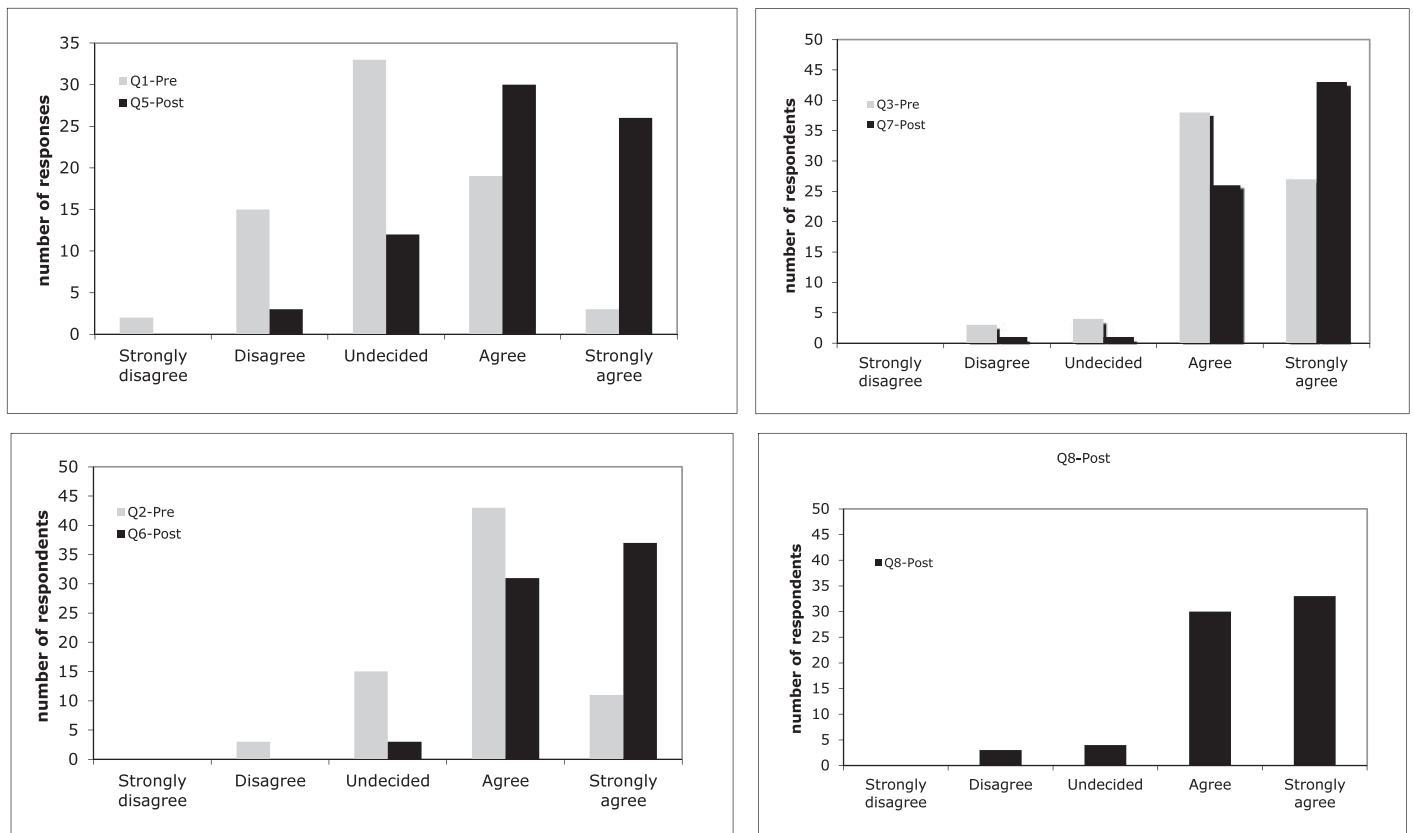 35
30
25
20
15
10
5
0
number of responses
Q1-Pre
Q5-Post
Strongly disagree
Disagree
Undecided
Agree
Strongly agree
50
45
40
35
30
25
20
15
10
5
0
number of respondents
Q3-Pre
Q7-Post
Strongly disagree
Disagree
Undecided
Agree
Strongly agree
50
45
40
35
30
25
20
15
10
5
0
number of respondents
Q2-Pre
Q6-Post
Strongly disagree
Disagree
Undecided
Agree
Strongly agree
Q8-Post
50
45
40
35
30
25
20
15
10
5
0
number of respondents
Q8-Post
Strongly disagree
Disagree
Undecided
Agree
Strongly agree